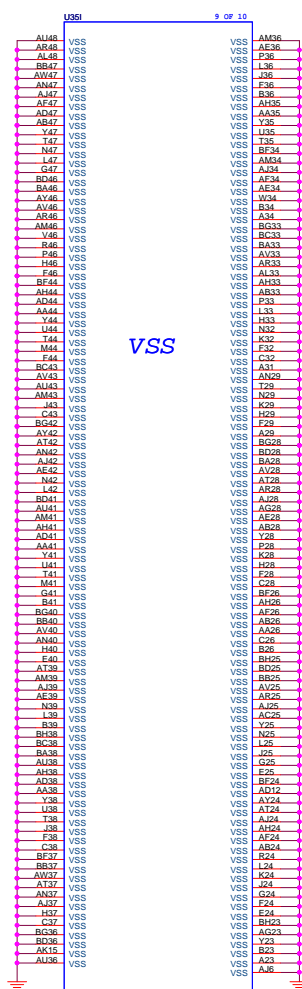 U35I 9 OF 10
VSS
AU48 VSS VSS AM36
AR48 VSS VSS AE36
AL48 VSS VSS P36
BB47 VSS VSS L36
AW47 VSS VSS J36
AN47 VSS VSS F36
AJ47 VSS VSS B36
AF47 VSS VSS AH35
AD47 VSS VSS AA35
AB47 VSS VSS Y35
Y47 VSS VSS U35
T47 VSS VSS T35
N47 VSS VSS BF34
L47 VSS VSS AM34
G47 VSS VSS AJ34
BD46 VSS VSS AF34
BA46 VSS VSS AE34
AY46 VSS VSS W34
AV46 VSS VSS B34
AR46 VSS VSS A34
AM46 VSS VSS BG33
V46 VSS VSS BC33
R46 VSS VSS BA33
P46 VSS VSS AV33
H46 VSS VSS AR33
F46 VSS VSS AL33
BF44 VSS VSS AH33
AH44 VSS VSS AB33
AD44 VSS VSS P33
AA44 VSS VSS L33
Y44 VSS VSS H33
U44 VSS VSS N32
T44 VSS VSS K32
M44 VSS VSS F32
F44 VSS VSS C32
BC43 VSS VSS A31
AV43 VSS VSS AN29
AU43 VSS VSS T29
AM43 VSS VSS N29
J43 VSS VSS K29
C43 VSS VSS H29
BG42 VSS VSS F29
AY42 VSS VSS A29
AT42 VSS VSS BG28
AN42 VSS VSS BD28
AJ42 VSS VSS BA28
AE42 VSS VSS AV28
N42 VSS VSS AT28
L42 VSS VSS AR28
BD41 VSS VSS AJ28
AU41 VSS VSS AG28
AM41 VSS VSS AE28
AH41 VSS VSS AB28
AD41 VSS VSS Y28
AA41 VSS VSS P28
Y41 VSS VSS K28
U41 VSS VSS H28
T41 VSS VSS F28
M41 VSS VSS C28
G41 VSS VSS BF26
B41 VSS VSS AH26
BG40 VSS VSS AF26
BB40 VSS VSS AB26
AV40 VSS VSS AA26
AN40 VSS VSS C26
H40 VSS VSS B26
E40 VSS VSS BH25
AT39 VSS VSS BD25
AM39 VSS VSS BB25
AJ39 VSS VSS AV25
AE39 VSS VSS AR25
N39 VSS VSS AJ25
L39 VSS VSS AC25
B39 VSS VSS Y25
BH38 VSS VSS N25
BC38 VSS VSS L25
BA38 VSS VSS J25
AU38 VSS VSS G25
AH38 VSS VSS E25
AD38 VSS VSS BF24
AA38 VSS VSS AD12
Y38 VSS VSS AY24
U38 VSS VSS AT24
T38 VSS VSS AJ24
J38 VSS VSS AH24
F38 VSS VSS AF24
C38 VSS VSS AB24
BF37 VSS VSS R24
BB37 VSS VSS L24
AW37 VSS VSS K24
AT37 VSS VSS J24
AN37 VSS VSS G24
AJ37 VSS VSS F24
H37 VSS VSS E24
C37 VSS VSS BH23
BG36 VSS VSS AG23
BD36 VSS VSS Y23
AK15 VSS VSS B23
AU36 VSS VSS A23
VSS AJ6